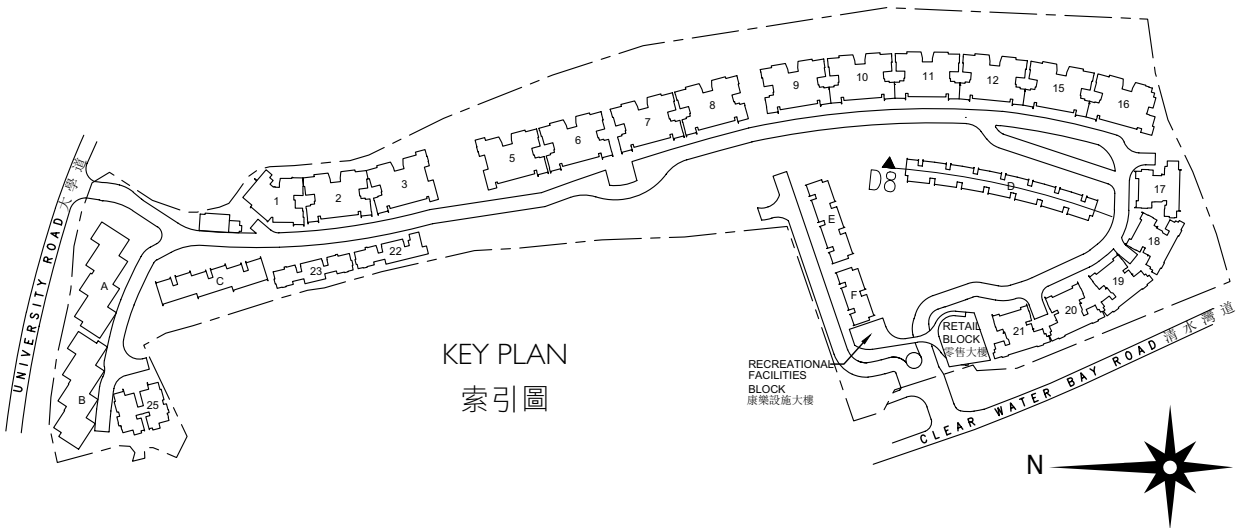 10
11
12
9
15
16
8
7
6
5
3
2
1
UNIVERSITY ROAD 大學道
D8
D
17
18
19
20
21
E
F
22
23
C
A
B
25
KEY PLAN
索引圖
RETAIL
BLOCK
零售大樓
RECREATIONAL
FACILITIES
BLOCK
康樂設施大樓
CLEAR WATER BAY ROAD 清水灣道
N